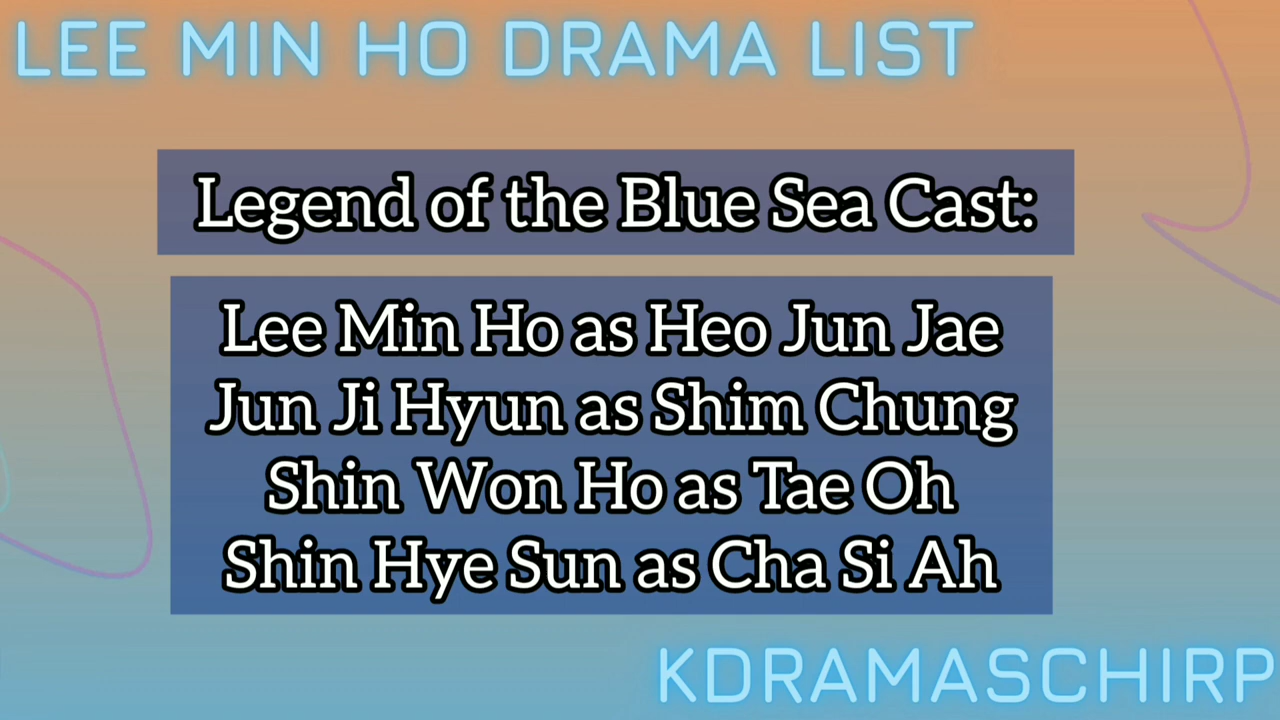 LEE MIN HO DRAMA LIST
Legend of the Blue Sea Cast:
Lee Min Ho as Heo Jun Jae
Jun Ji Hyun as Shim Chung
Shin Won Ho as Tae Oh
Shin Hye Sun as Cha Si Ah
KDRAMASCHIRP